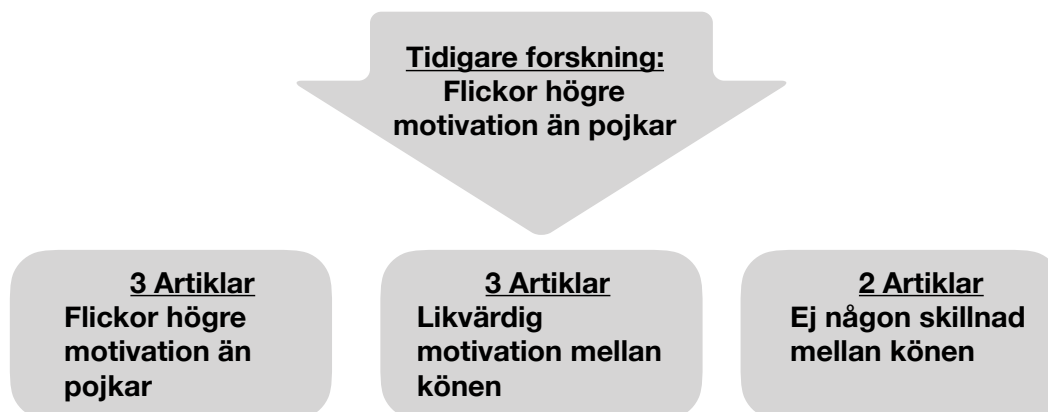 Tidigare forskning:
Flickor högre
motivation än pojkar
3 Artiklar
Flickor högre
motivation än
pojkar
3 Artiklar
Likvärdig
motivation mellan
könen
2 Artiklar
Ej någon skillnad
mellan könen